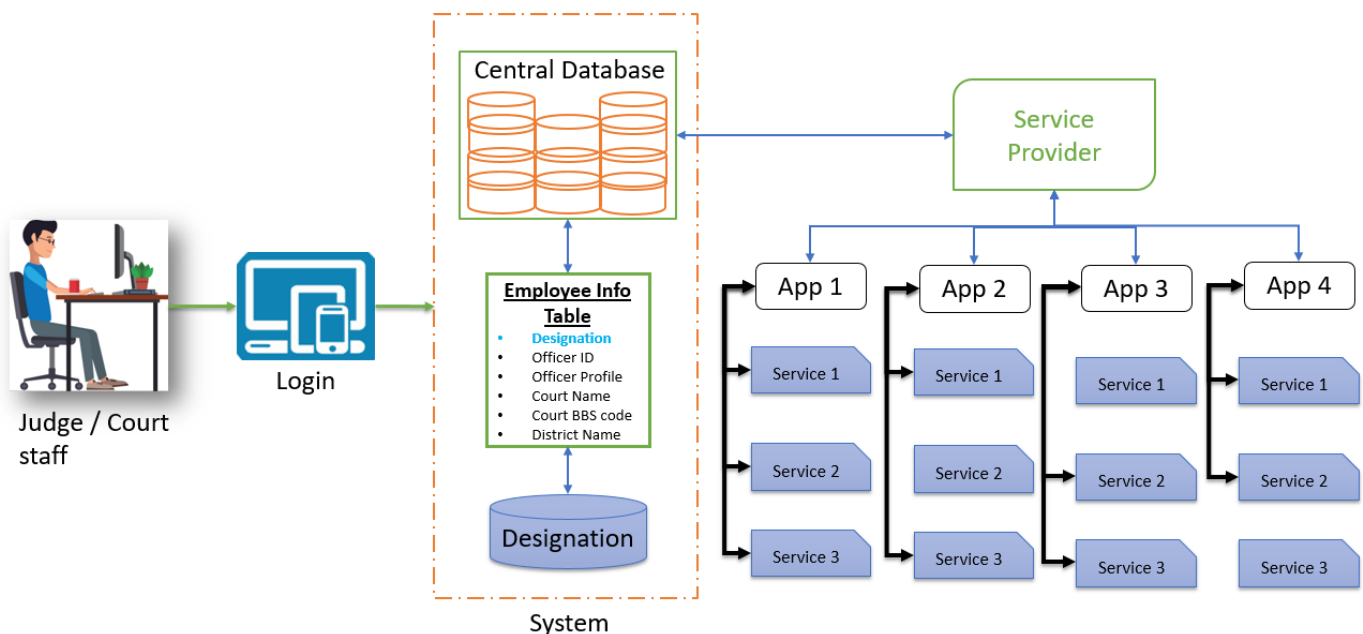 Central Database
Service
Provider
Employee Info
Table
• Designation
• Officer ID
• Officer Profile
• Court Name
• Court BBS code
• District Name
Designation
System
Login
Judge / Court
staff
App 1
Service 1
Service 2
Service 3
App 2
Service 1
Service 2
Service 3
App 3
Service 1
Service 2
Service 3
App 4
Service 1
Service 2
Service 3